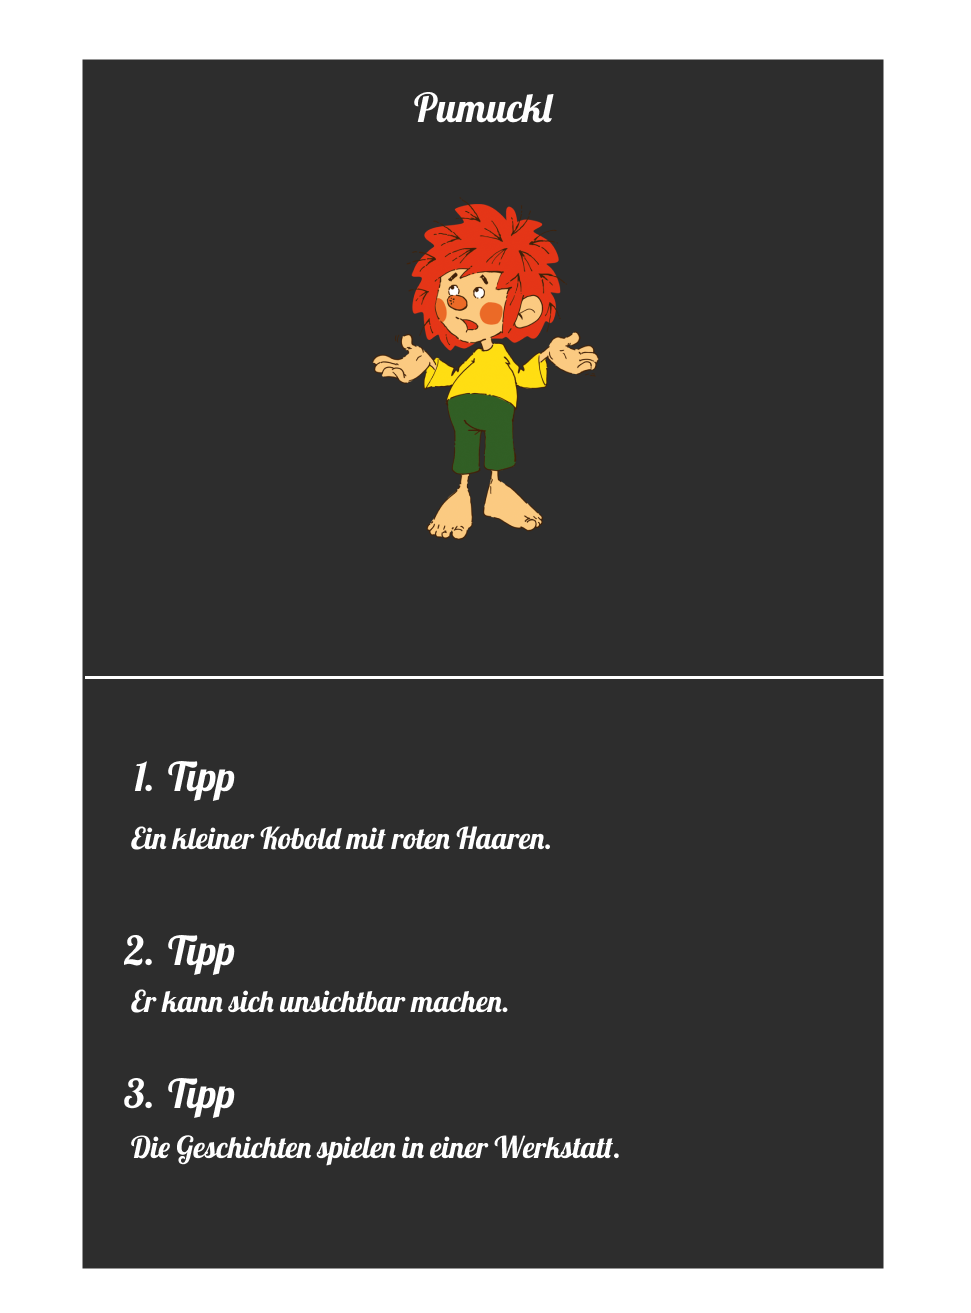 Pumuckl
1. Tipp
Ein kleiner Kobold mit roten Haaren.
2. Tipp
Er kann sich unsichtbar machen.
3. Tipp
Die Geschichten spielen in einer Werkstatt.